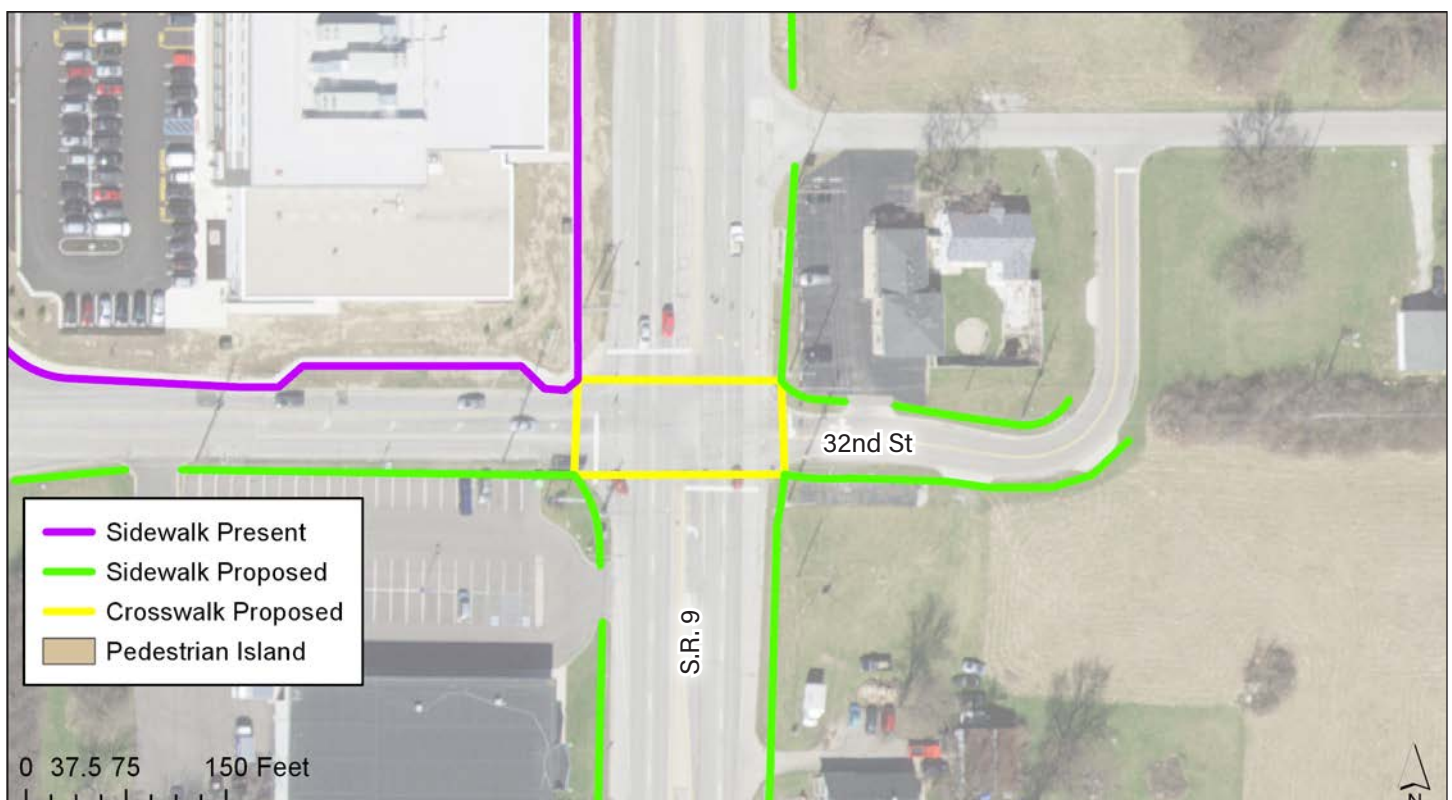 32nd St
S.R. 9
Sidewalk Present
Sidewalk Proposed
Crosswalk Proposed
Pedestrian Island
0 37.5 75 150 Feet
N